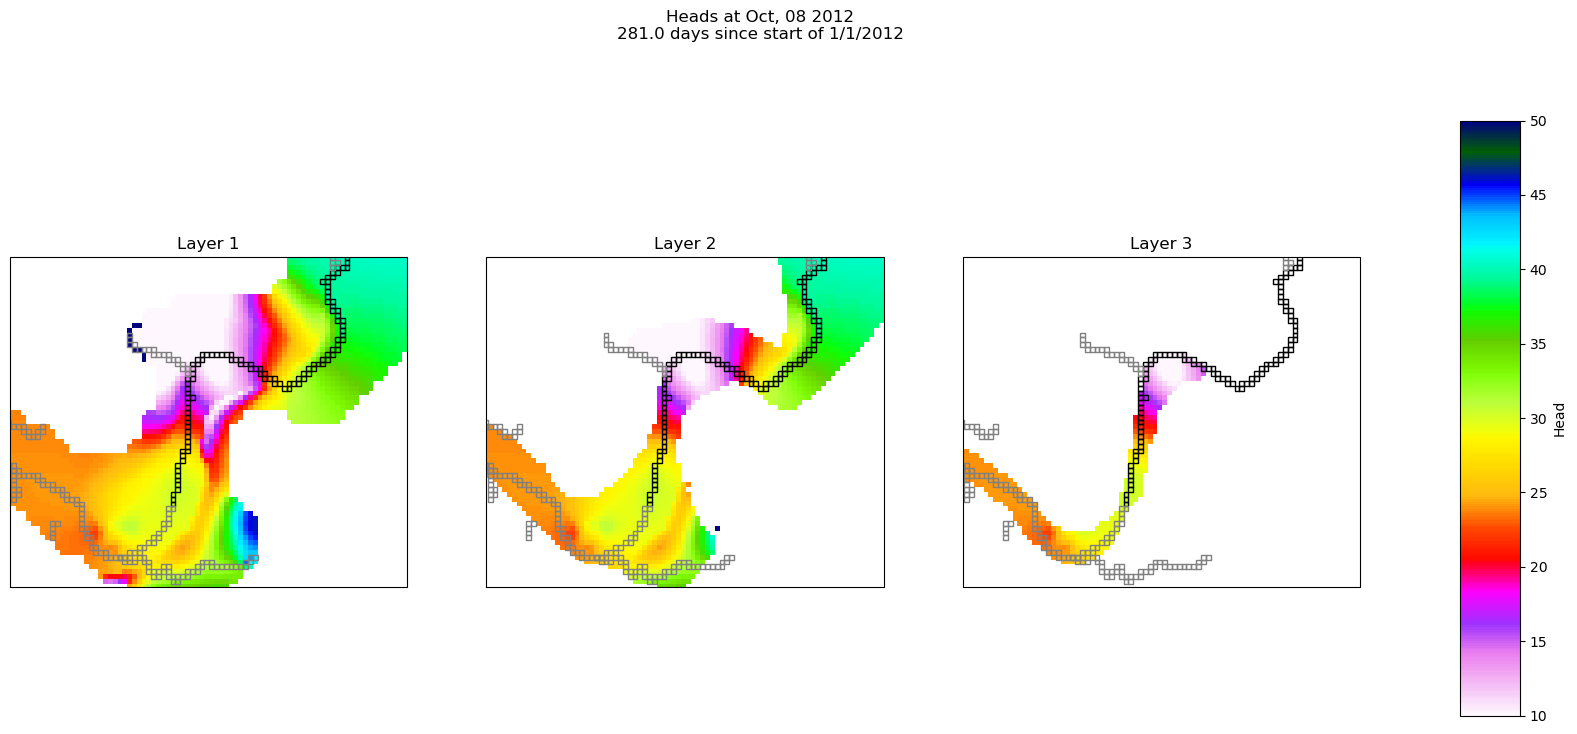 Heads at Oct, 08 2012
281.0 days since start of 1/1/2012
Layer 1
Layer 2
Layer 3
50
45
40
35
30
25
20
15
10
Head